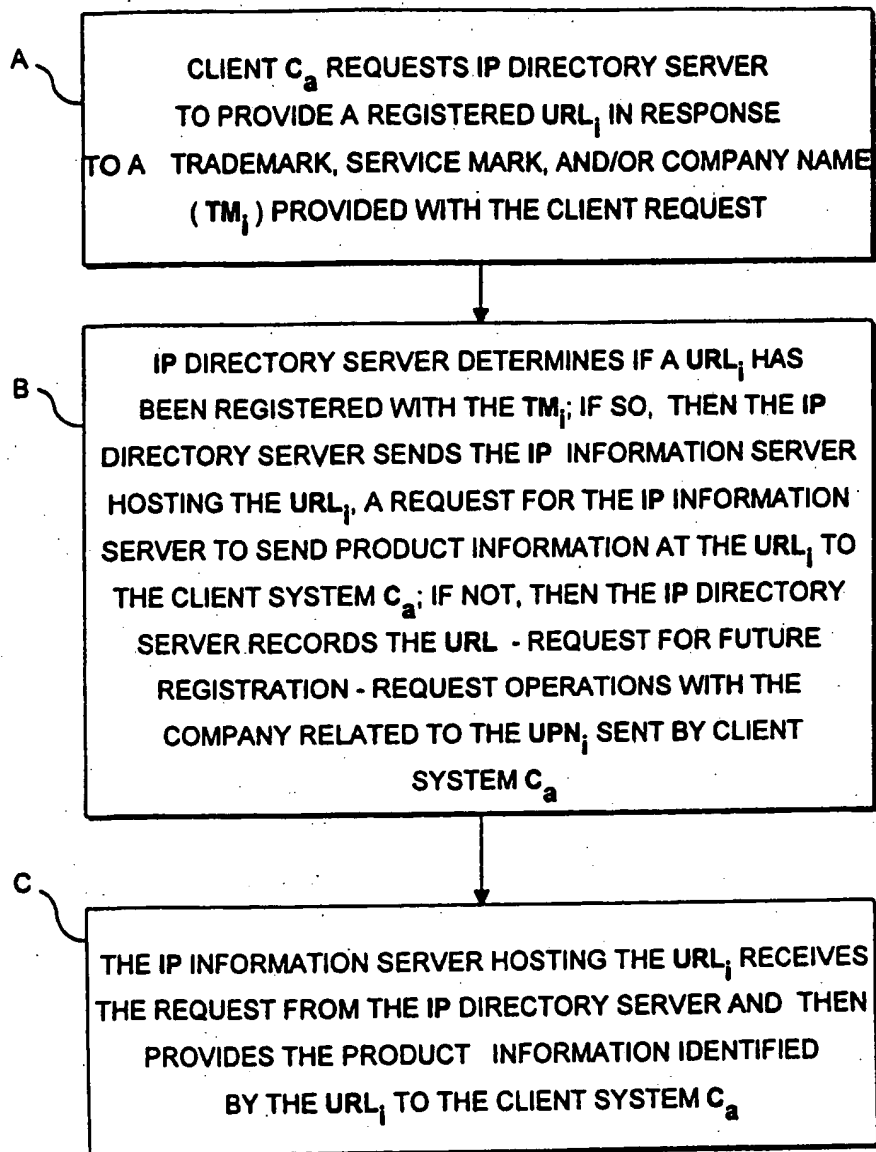 A
CLIENT Ca REQUESTS IP DIRECTORY SERVER
TO PROVIDE A REGISTERED URLi IN RESPONSE
TO A TRADEMARK, SERVICE MARK, AND/OR COMPANY NAME
( TMi ) PROVIDED WITH THE CLIENT REQUEST
B
IP DIRECTORY SERVER DETERMINES IF A URLi HAS
BEEN REGISTERED WITH THE TMi; IF SO, THEN THE IP
DIRECTORY SERVER SENDS THE IP INFORMATION SERVER
HOSTING THE URLi, A REQUEST FOR THE IP INFORMATION
SERVER TO SEND PRODUCT INFORMATION AT THE URLi TO
THE CLIENT SYSTEM Ca; IF NOT, THEN THE IP DIRECTORY
SERVER RECORDS THE URL - REQUEST FOR FUTURE
REGISTRATION - REQUEST OPERATIONS WITH THE
COMPANY RELATED TO THE UPNi SENT BY CLIENT
SYSTEM Ca
C
THE IP INFORMATION SERVER HOSTING THE URLi RECEIVES
THE REQUEST FROM THE IP DIRECTORY SERVER AND THEN
PROVIDES THE PRODUCT INFORMATION IDENTIFIED
BY THE URLi TO THE CLIENT SYSTEM Ca